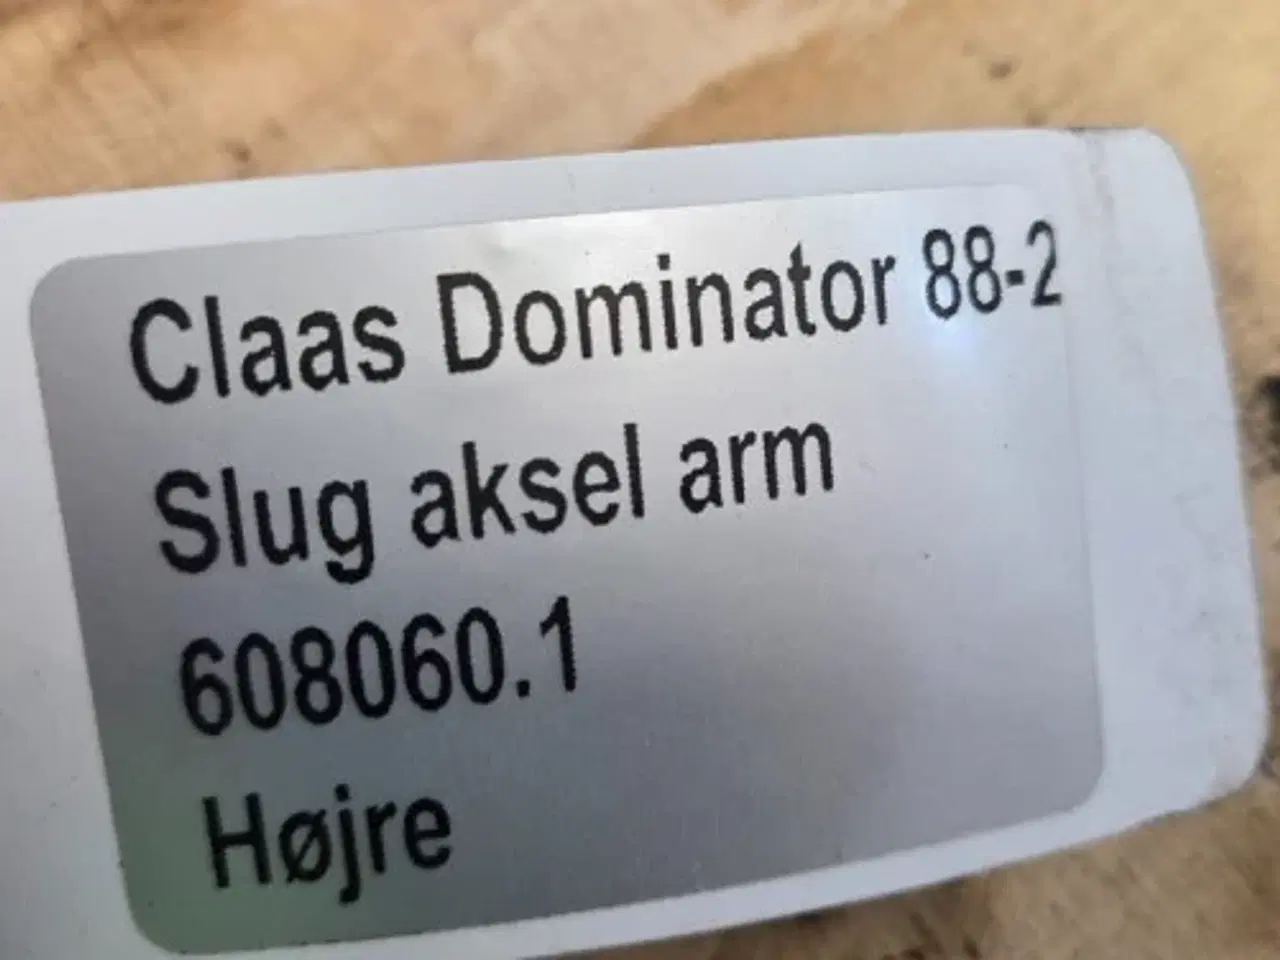 Claas Dominator 88-2
Slug aksel arm
608060.1
Højre